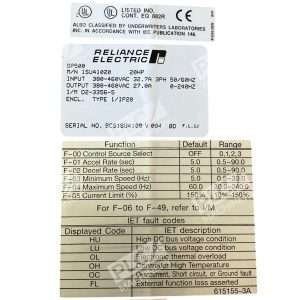 LISTED INC.
CONT. EQ 882R
ALSO CLASSIFIED BY UNDERWRITERS LABORATORIES
INC. IN ACCORDANCE WITH IEC PUBLICATION 146.
RELIANCE
ELECTRIC
SP500
M/N 1SU41020 20HP
INPUT 380-460VAC 32.7A 3PH 50/60HZ
OUTPUT 380-460VAC 27.0A 0-240HZ
I/M D2-3356-5
ENCL. TYPE 1/IP20
SERIAL NO.
Function Default Range
F-00 Control Source Select OFF 0,1,2,3
F-01 Accel Rate (sec) 5.0 0.5-90.0
F-02 Decel Rate (sec) 5.0 0.5-90.0
F-03 Minimum Speed (Hz) 5.0
F-04 Maximum Speed (Hz) 60.0
F-05 Current Limit (%) 150%
For F-06 to F-49, refer to I/M
IET fault codes
Displayed Code IET description
HU High DC bus voltage condition
LU Low DC bus voltage condition
OL Electronic thermal overload
OH Controller High Temperature
OC Overcurrent, Short circuit, or Ground fault
FL External function fault
615155-3A